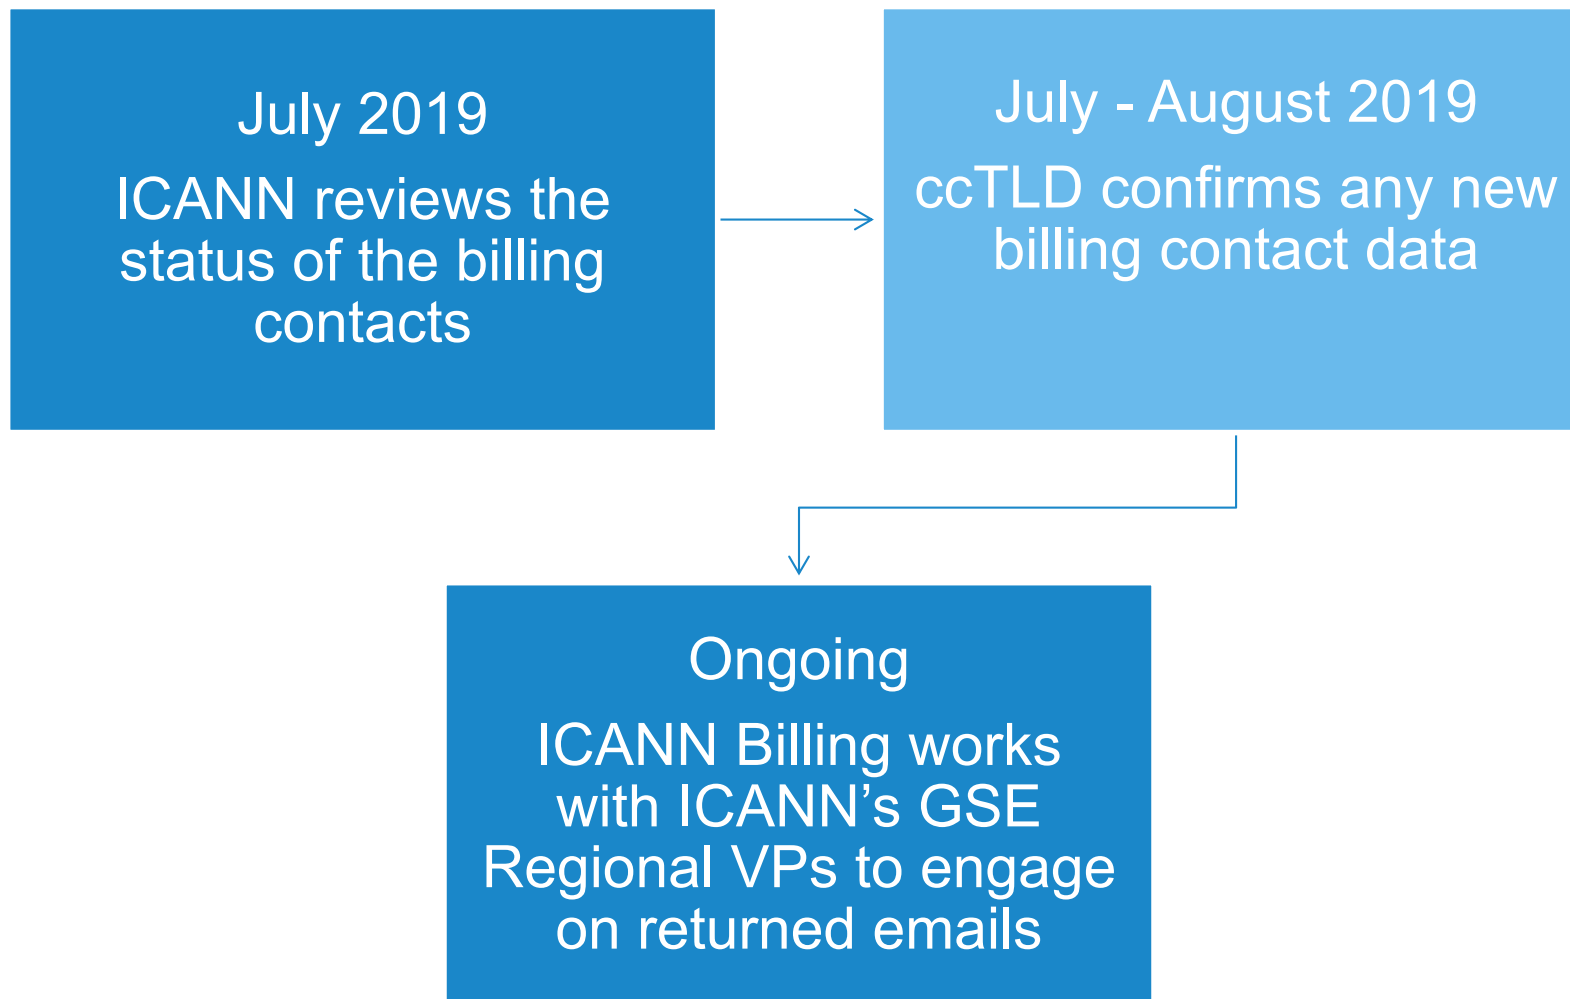 July 2019
ICANN reviews the
status of the billing
contacts
July - August 2019
ccTLD confirms any new
billing contact data
Ongoing
ICANN Billing works
with ICANN’s GSE
Regional VPs to engage
on returned emails